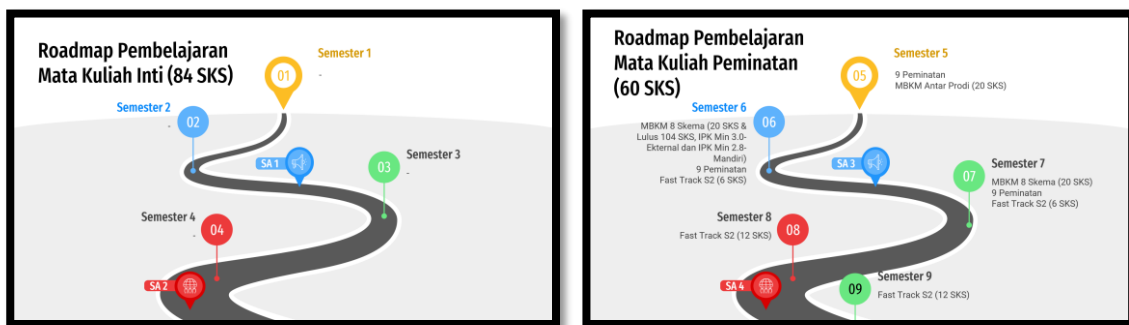 Roadmap Pembelajaran
Mata Kuliah Inti (84 SKS)
Semester 1
01
-
Semester 2
02
-
SA 1
Semester 3
03
-
Semester 4
04
-
SA 2
Roadmap Pembelajaran
Mata Kuliah Peminatan
(60 SKS)
Semester 5
05
9 Peminatan
MBKM Antar Prodi (20 SKS)
Semester 6
06
MBKM 8 Skema (20 SKS &
Lulus 104 SKS, IPK Min 3.0-
Ekternal dan IPK Min 2.8-
Mandiri)
9 Peminatan
Fast Track S2 (6 SKS)
SA 3
Semester 7
07
MBKM 8 Skema (20 SKS)
9 Peminatan
Fast Track S2 (6 SKS)
Semester 8
08
Fast Track S2 (12 SKS)
SA 4
Semester 9
09
Fast Track S2 (12 SKS)